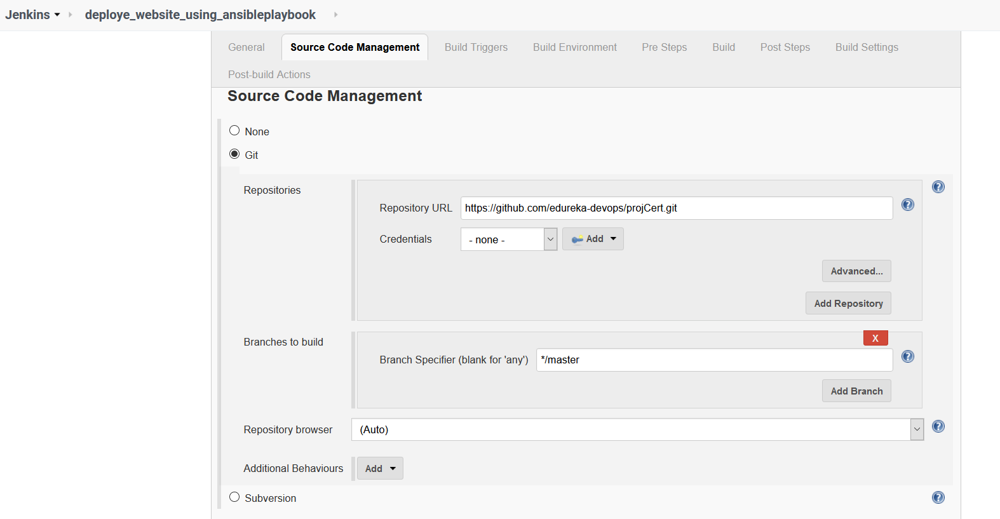 Jenkins deploye_website_using_ansibleplaybook
General Source Code Management Build Triggers Build Environment Pre Steps Build Post Steps Build Settings
Post-build Actions
Source Code Management
None
Git
Repositories
Repository URL https://github.com/edureka-devops/projCert.git
Credentials - none - Add
Advanced...
Add Repository
Branches to build
X
Branch Specifier (blank for 'any') */master
Add Branch
Repository browser (Auto)
Additional Behaviours Add
Subversion